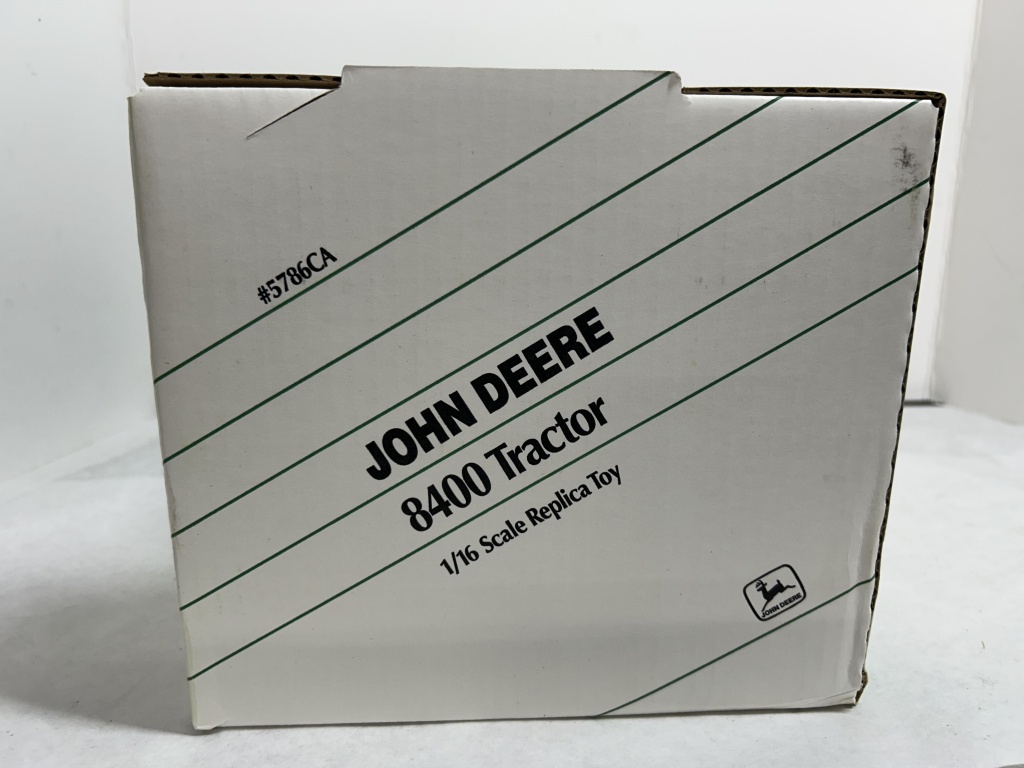 #5786CA
JOHN DEERE
8400 Tractor
1/16 Scale Replica Toy
JOHN DEERE